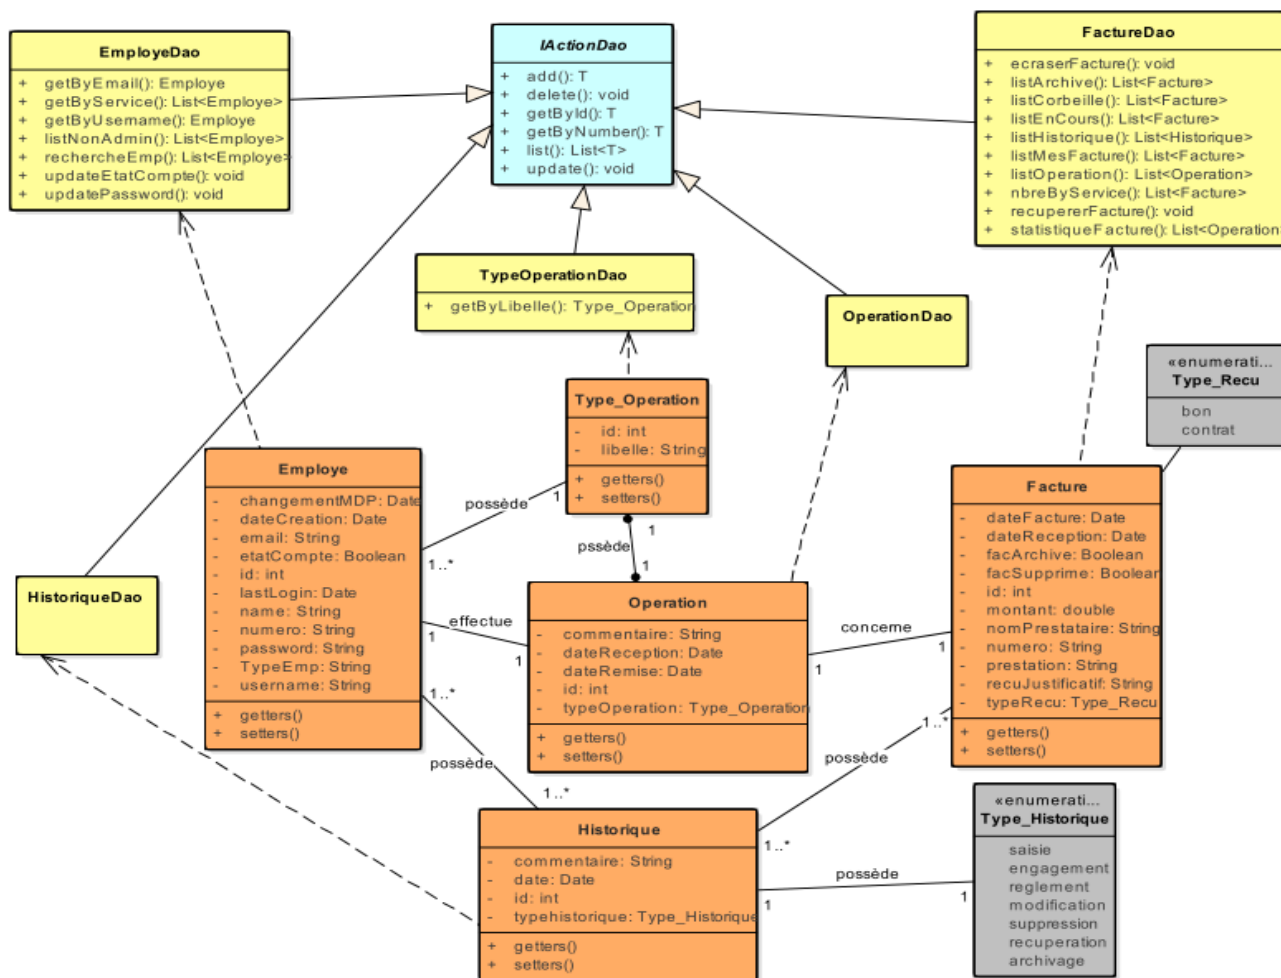 EmployeDao
+ getByEmail(): Employe
+ getByService(): List<Employe>
+ getByUsername(): Employe
+ listNonAdmin(): List<Employe>
+ rechercheEmp(): List<Employe>
+ updateEtatCompte(): void
+ updatePassword(): void
IActionDao
+ add(): T
+ delete(): void
+ getById(): T
+ getByNumber(): T
+ list(): List<T>
+ update(): void
FactureDao
+ ecraserFacture(): void
+ listArchive(): List<Facture>
+ listCorbeille(): List<Facture>
+ listEnCours(): List<Facture>
+ listHistorique(): List<Historique>
+ listMesFacture(): List<Facture>
+ listOperation(): List<Operation>
+ nbreByService(): List<Facture>
+ recupererFacture(): void
+ statistiqueFacture(): List<Operation>
TypeOperationDao
+ getByLibelle(): Type_Operation
OperationDao
«enumerati...
Type_Recu
bon
contrat
Type_Operation
- id: int
- libelle: String
+ getters()
+ setters()
Employe
- changementMDP: Date
- dateCreation: Date
- email: String
- etatCompte: Boolean
- id: int
- lastLogin: Date
- name: String
- numero: String
- password: String
- TypeEmp: String
- username: String
+ getters()
+ setters()
possède
1
1..*
1
pssède
1
effectue
1
1
HistoriqueDao
Operation
- commentaire: String
- dateReception: Date
- dateRemise: Date
- id: int
- typeOperation: Type_Operation
+ getters()
+ setters()
concerne
1
1
Facture
- dateFacture: Date
- dateReception: Date
- facArchive: Boolean
- facSupprime: Boolean
- id: int
- montant: double
- nomPrestataire: String
- numero: String
- prestation: String
- recuJustificatif: String
- typeRecu: Type_Recu
+ getters()
+ setters()
1..*
possède
1..*
1..*
possède
1..*
Historique
- commentaire: String
- date: Date
- id: int
- typehistorique: Type_Historique
+ getters()
+ setters()
possède
1
1
«enumerati...
Type_Historique
saisie
engagement
reglement
modification
suppression
recuperation
archivage